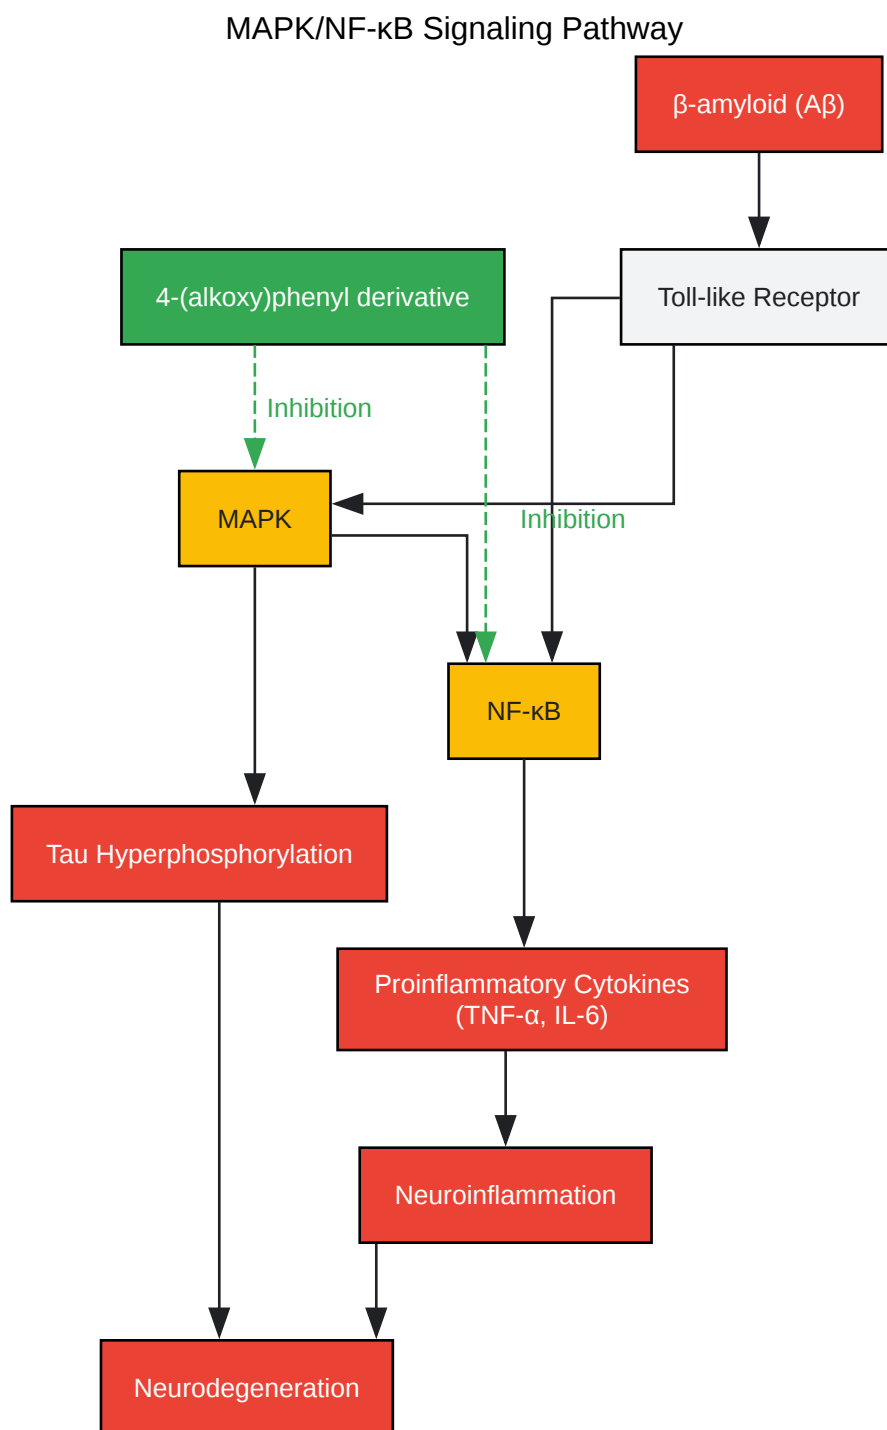 MAPK/NF-κB Signaling Pathway
β-amyloid (Aβ)
4-(alkoxy)phenyl derivative
Toll-like Receptor
Inhibition
MAPK
Inhibition
NF-κB
Tau Hyperphosphorylation
Proinflammatory Cytokines
(TNF-α, IL-6)
Neuroinflammation
Neurodegeneration